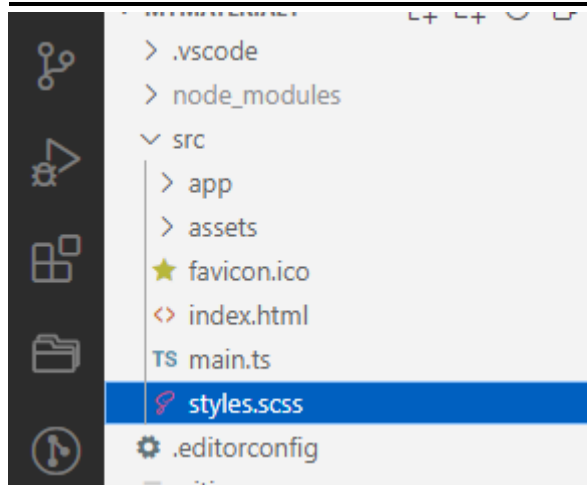 .vscode
node_modules
src
app
assets
favicon.ico
<> index.html
TS main.ts
styles.scss
.editorconfig